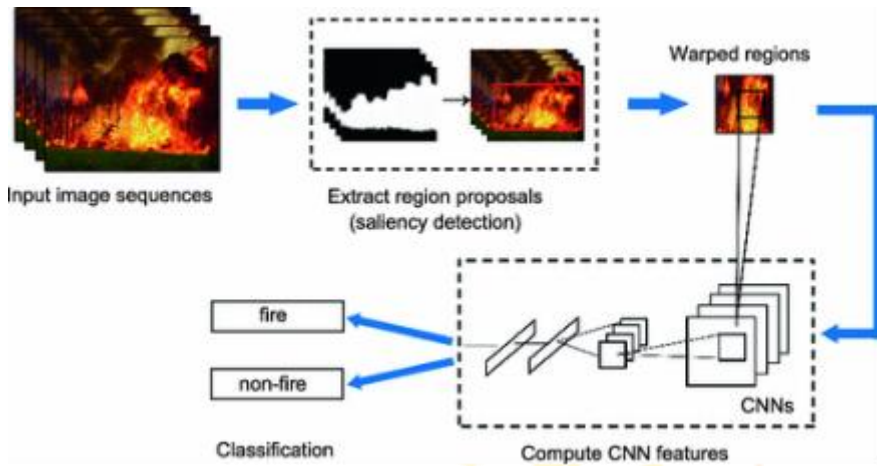 Warped regions
Input image sequences
Extract region proposals
(saliency detection)
fire
non-fire
CNNs
Classification
Compute CNN features